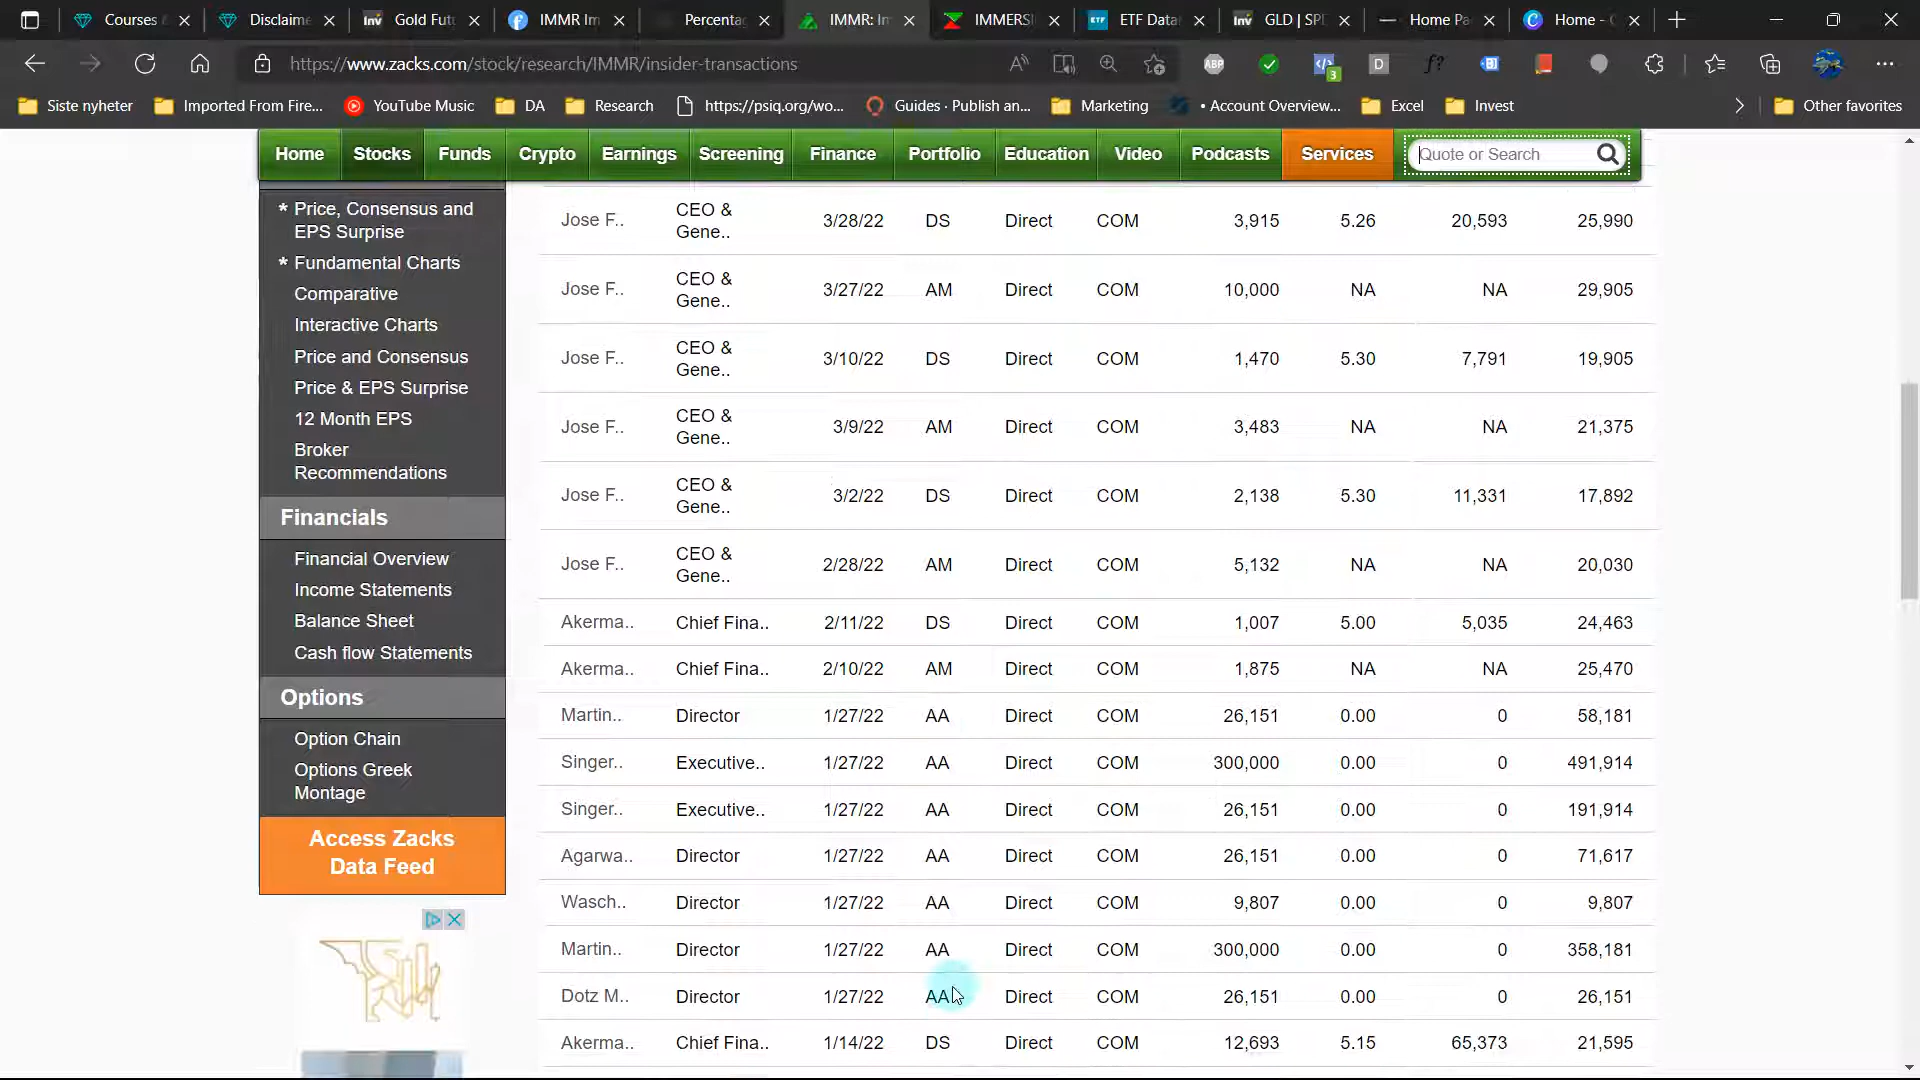 Courses
Disclaime
Inv Gold Fut
IMMR Im
Percentag
IMMR: In
IMMERSI
ETF ETF Data
Inv GLD | SPD
Home Pa
Home -
https://www.zacks.com/stock/research/IMMR/insider-transactions
ABP
3
D
f?
Siste nyheter
Imported From Fire...
YouTube Music
DA
Research
https://psiq.org/wo...
Guides · Publish an...
Marketing
• Account Overview...
Excel
Invest
Other favorites
Home Stocks Funds Crypto Earnings Screening Finance Portfolio Education Video Podcasts Services Quote or Search
* Price, Consensus and
EPS Surprise
* Fundamental Charts
Comparative
Interactive Charts
Price and Consensus
Price & EPS Surprise
12 Month EPS
Broker
Recommendations
Financials
Financial Overview
Income Statements
Balance Sheet
Cash flow Statements
Options
Option Chain
Options Greek
Montage
Access Zacks
Data Feed
Jose F.. CEO & Gene.. 3/28/22 DS Direct COM 3,915 5.26 20,593 25,990
Jose F.. CEO & Gene.. 3/27/22 AM Direct COM 10,000 NA NA 29,905
Jose F.. CEO & Gene.. 3/10/22 DS Direct COM 1,470 5.30 7,791 19,905
Jose F.. CEO & Gene.. 3/9/22 AM Direct COM 3,483 NA NA 21,375
Jose F.. CEO & Gene.. 3/2/22 DS Direct COM 2,138 5.30 11,331 17,892
Jose F.. CEO & Gene.. 2/28/22 AM Direct COM 5,132 NA NA 20,030
Akerma.. Chief Fina.. 2/11/22 DS Direct COM 1,007 5.00 5,035 24,463
Akerma.. Chief Fina.. 2/10/22 AM Direct COM 1,875 NA NA 25,470
Martin.. Director 1/27/22 AA Direct COM 26,151 0.00 0 58,181
Singer.. Executive.. 1/27/22 AA Direct COM 300,000 0.00 0 491,914
Singer.. Executive.. 1/27/22 AA Direct COM 26,151 0.00 0 191,914
Agarwa.. Director 1/27/22 AA Direct COM 26,151 0.00 0 71,617
Wasch.. Director 1/27/22 AA Direct COM 9,807 0.00 0 9,807
Martin.. Director 1/27/22 AA Direct COM 300,000 0.00 0 358,181
Dotz M.. Director 1/27/22 AA Direct COM 26,151 0.00 0 26,151
Akerma.. Chief Fina.. 1/14/22 DS Direct COM 12,693 5.15 65,373 21,595